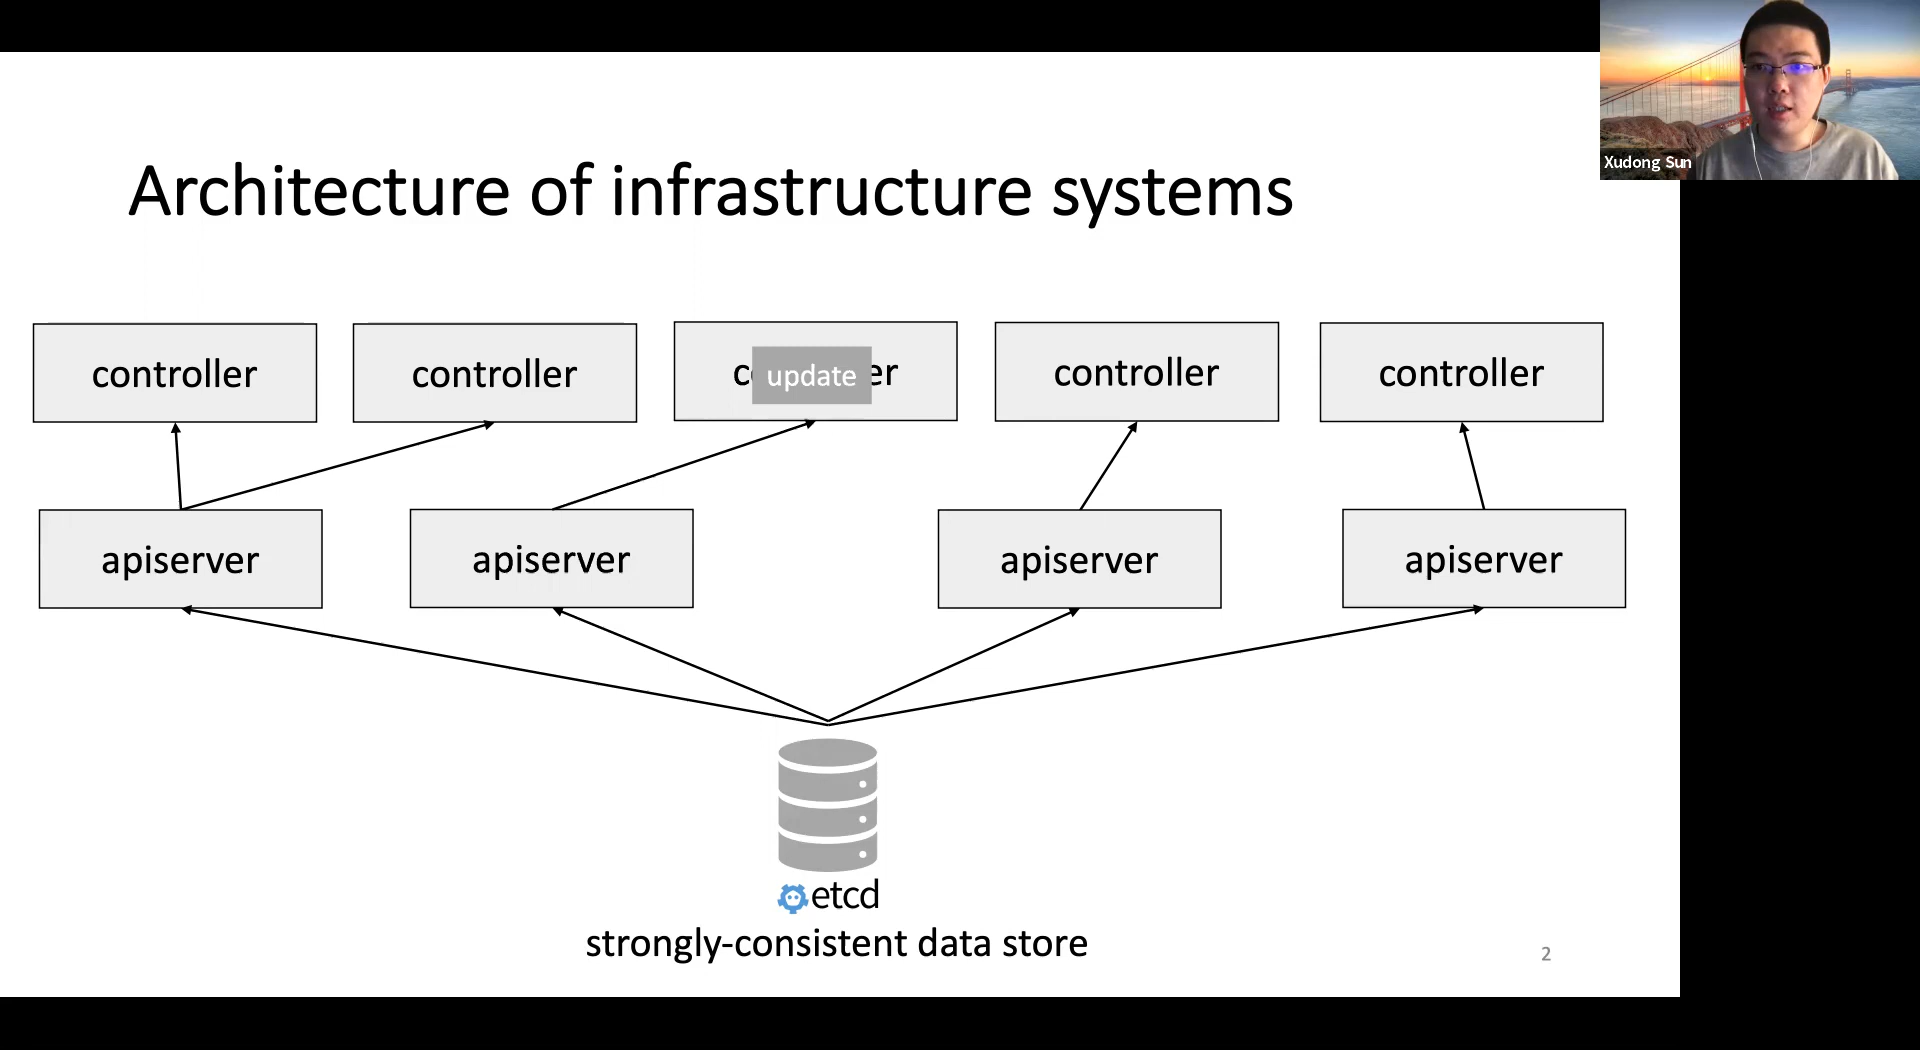 Xudong Sun
Architecture of infrastructure systems
controller
controller
c
update
er
controller
controller
apiserver
apiserver
apiserver
apiserver
etcd
strongly-consistent data store
2